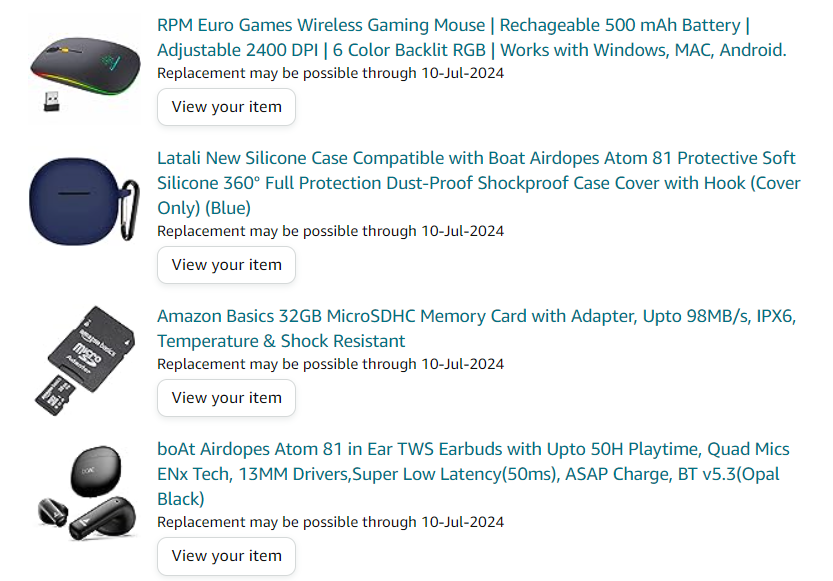 RPM Euro Games Wireless Gaming Mouse | Rechageable 500 mAh Battery |
Adjustable 2400 DPI | 6 Color Backlit RGB | Works with Windows, MAC, Android.
Replacement may be possible through 10-Jul-2024
View your item
Latali New Silicone Case Compatible with Boat Airdopes Atom 81 Protective Soft
Silicone 360° Full Protection Dust-Proof Shockproof Case Cover with Hook (Cover
Only) (Blue)
Replacement may be possible through 10-Jul-2024
View your item
amazon basics
micro
Adapter
Amazon Basics 32GB MicroSDHC Memory Card with Adapter, Upto 98MB/s, IPX6,
Temperature & Shock Resistant
Replacement may be possible through 10-Jul-2024
View your item
boAt Airdopes Atom 81 in Ear TWS Earbuds with Upto 50H Playtime, Quad Mics
ENx Tech, 13MM Drivers,Super Low Latency(50ms), ASAP Charge, BT v5.3(Opal
Black)
Replacement may be possible through 10-Jul-2024
View your item